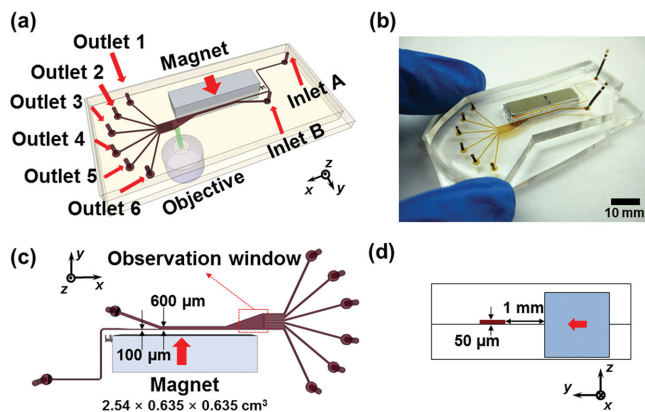 (a)
Outlet 1
Outlet 2
Outlet 3
Outlet 4
Outlet 5
Outlet 6
Magnet
Inlet A
Inlet B
Objective
x
z
y
(b)
10 mm
(c)
y
z
x
Observation window
600 µm
100 µm
Magnet
2.54 × 0.635 × 0.635 cm³
(d)
1 mm
50 µm
z
y
x